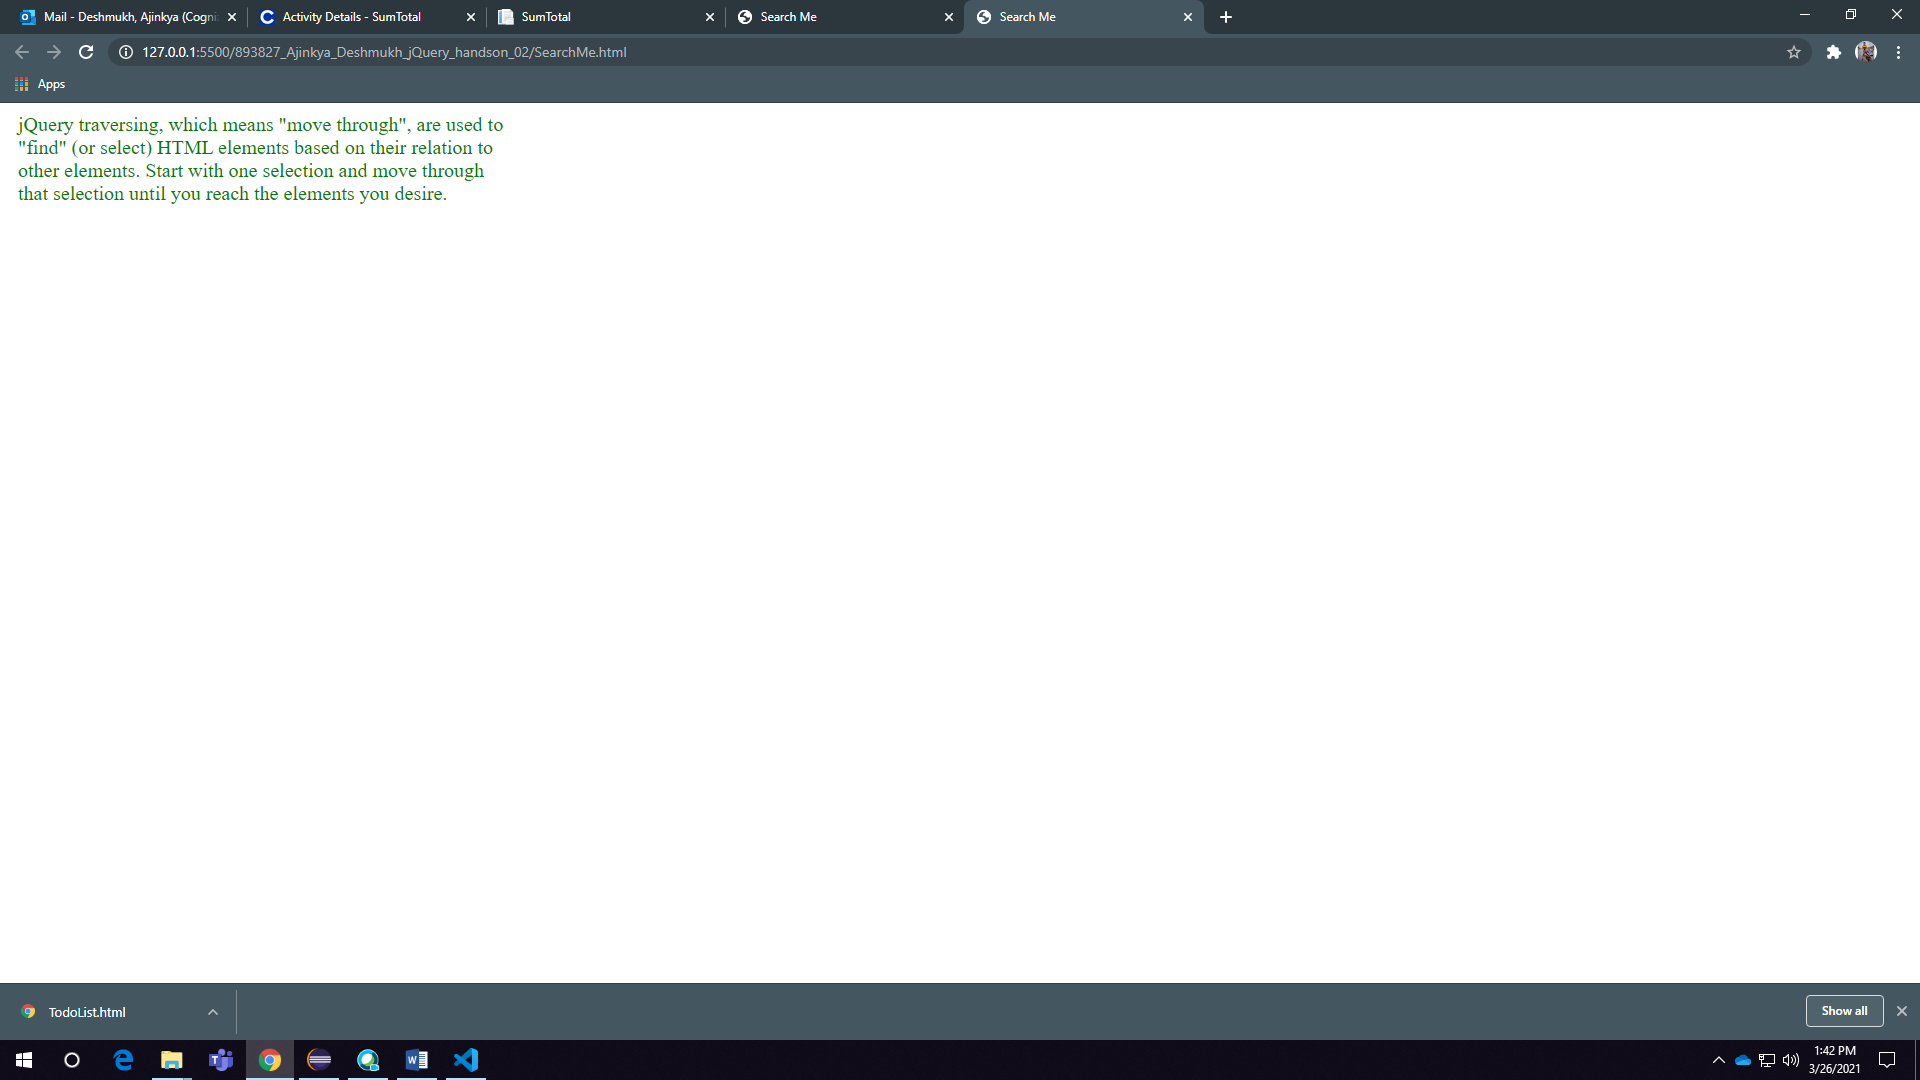 Mail - Deshmukh, Ajinkya (Cogni
Activity Details - SumTotal
SumTotal
Search Me
Search Me
127.0.0.1:5500/893827_Ajinkya_Deshmukh_jQuery_handson_02/SearchMe.html
Apps
jQuery traversing, which means "move through", are used to
"find" (or select) HTML elements based on their relation to
other elements. Start with one selection and move through
that selection until you reach the elements you desire.
TodoList.html
Show all
1:42 PM
3/26/2021